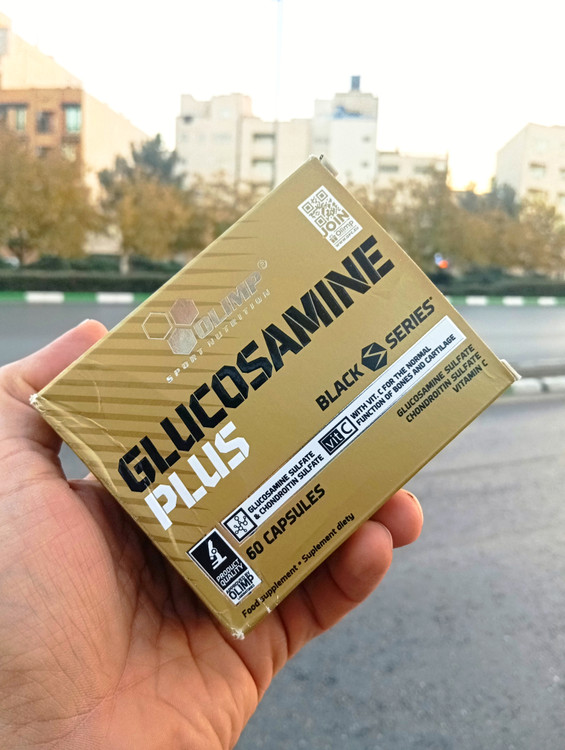 JOIN
Olimp
OLIMP®
SPORT NUTRITION
GLUCOSAMINE
PLUS
BLACK SERIES®
GLUCOSAMINE SULFATE
& CHONDROITIN SULFATE
vit C
WITH VIT. C FOR THE NORMAL
FUNCTION OF BONES AND CARTILAGE
GLUCOSAMINE SULFATE
CHONDROITIN SULFATE
VITAMIN C
60 CAPSULES
PRODUCT
QUALITY
OLIMP
Food supplement • Suplement diety